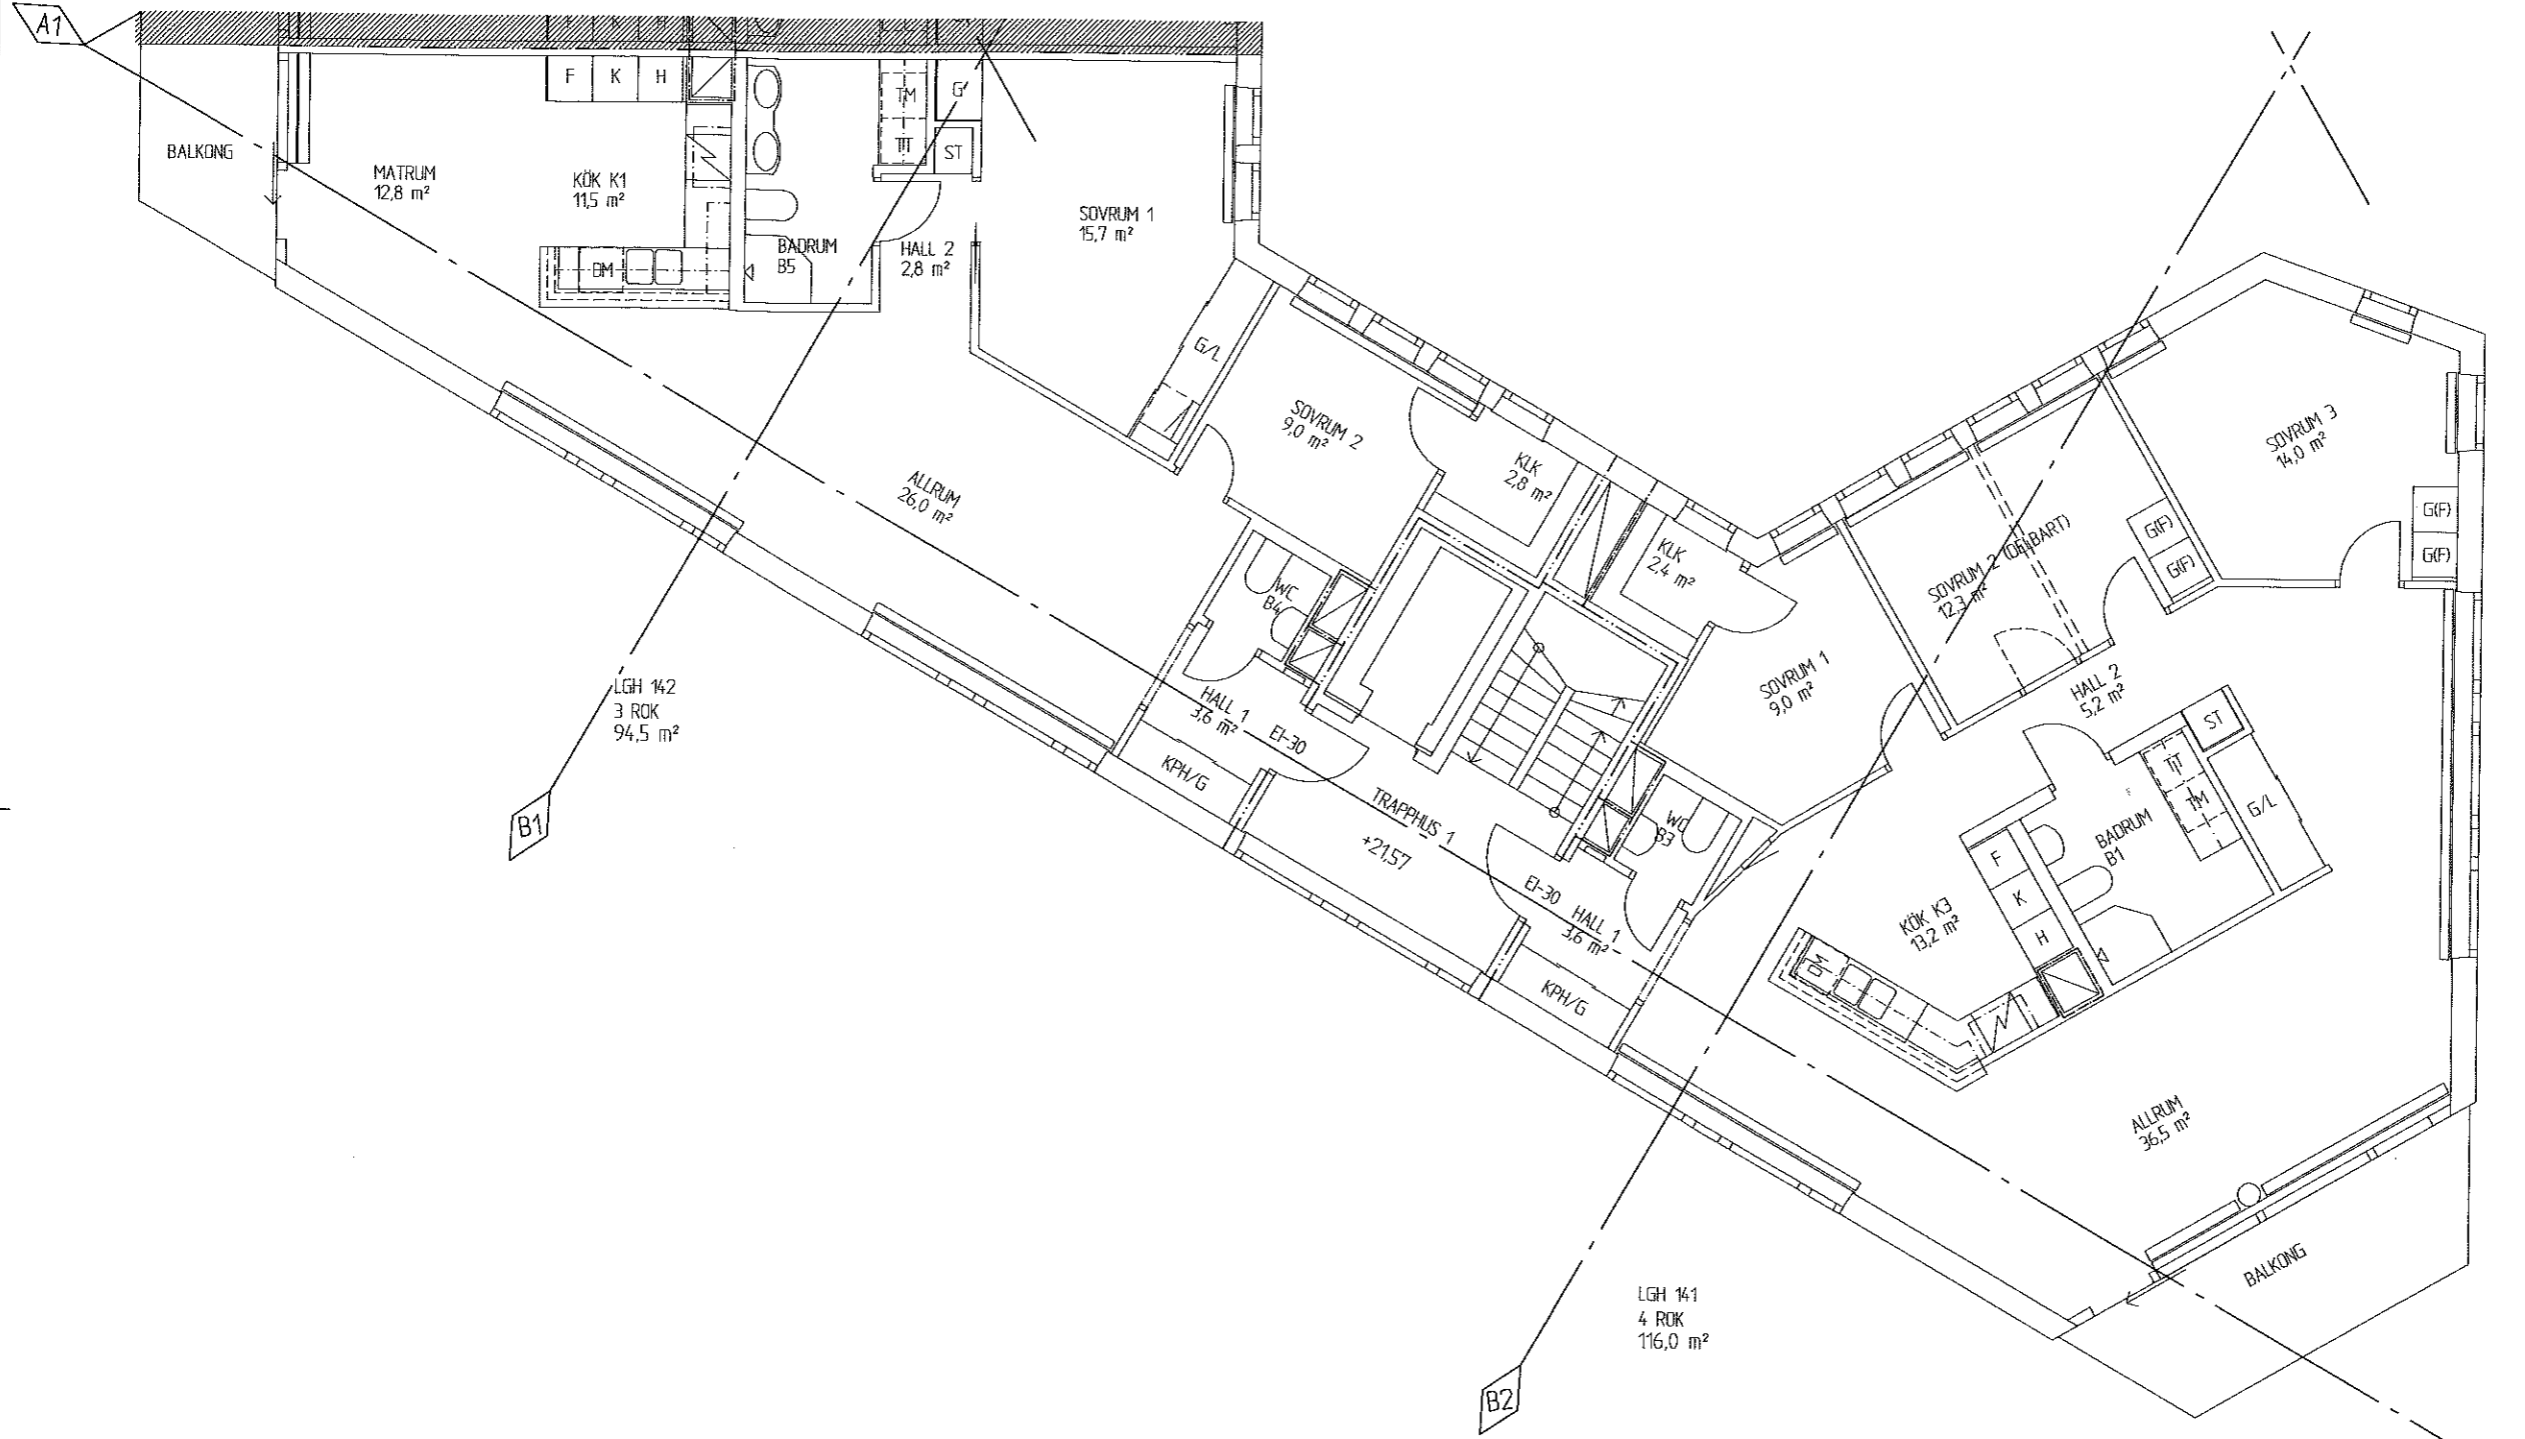 A1
F K H
TM
G
BALKONG
TT
ST
MATRUM
12,8 m²
KÖK K1
11,5 m²
SOVRUM 1
15,7 m²
BADRUM
B5
HALL 2
2,8 m²
DM
G/L
SOVRUM 2
9,0 m²
KLK
2,8 m²
SOVRUM 3
14,0 m²
ALLRUM
26,0 m²
G(F)
G(F)
KLK
2,4 m²
SOVRUM 2 (DELBART)
12,3 m²
G(F)
G(F)
WC
B4
LGH 142
3 ROK
94,5 m²
HALL 1
3,6 m²
EI-30
SOVRUM 1
9,0 m²
HALL 2
5,2 m²
ST
KPH/G
TRAPPHUS 1
+21,57
TT
TM
G/L
B1
WC
B3
BADRUM
B1
F
K
H
EI-30
HALL 1
3,6 m²
KÖK K3
13,2 m²
DM
KPH/G
ALLRUM
36,5 m²
BALKONG
LGH 141
4 ROK
116,0 m²
B2